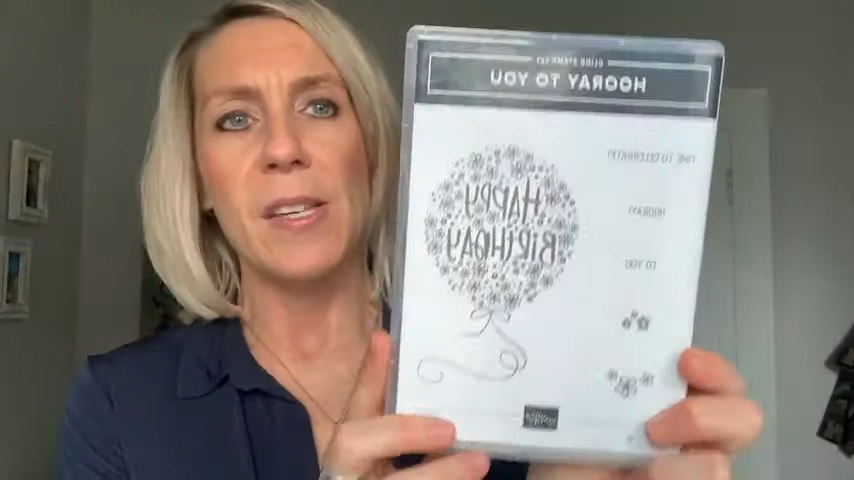 CLING STAMP SET
HOORAY TO YOU
HAPPY
BIRTHDAY
TIME TO CELEBRATE!
HOORAY!
TO YOU